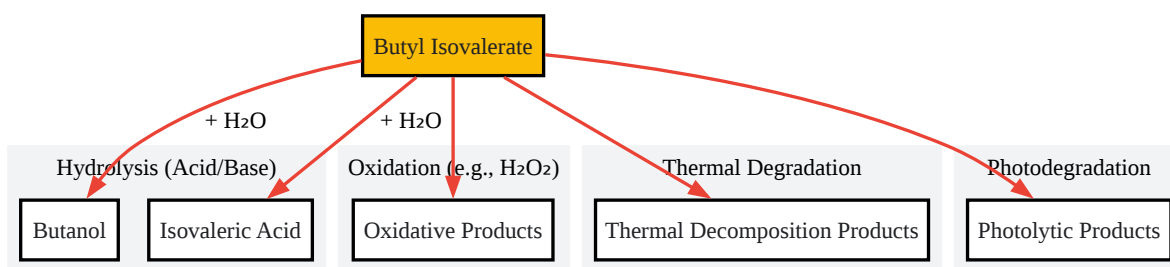 Butyl Isovalerate
+ H₂O
+ H₂O
Hydrolysis (Acid/Base)
Oxidation (e.g., H₂O₂)
Thermal Degradation
Photodegradation
Butanol
Isovaleric Acid
Oxidative Products
Thermal Decomposition Products
Photolytic Products